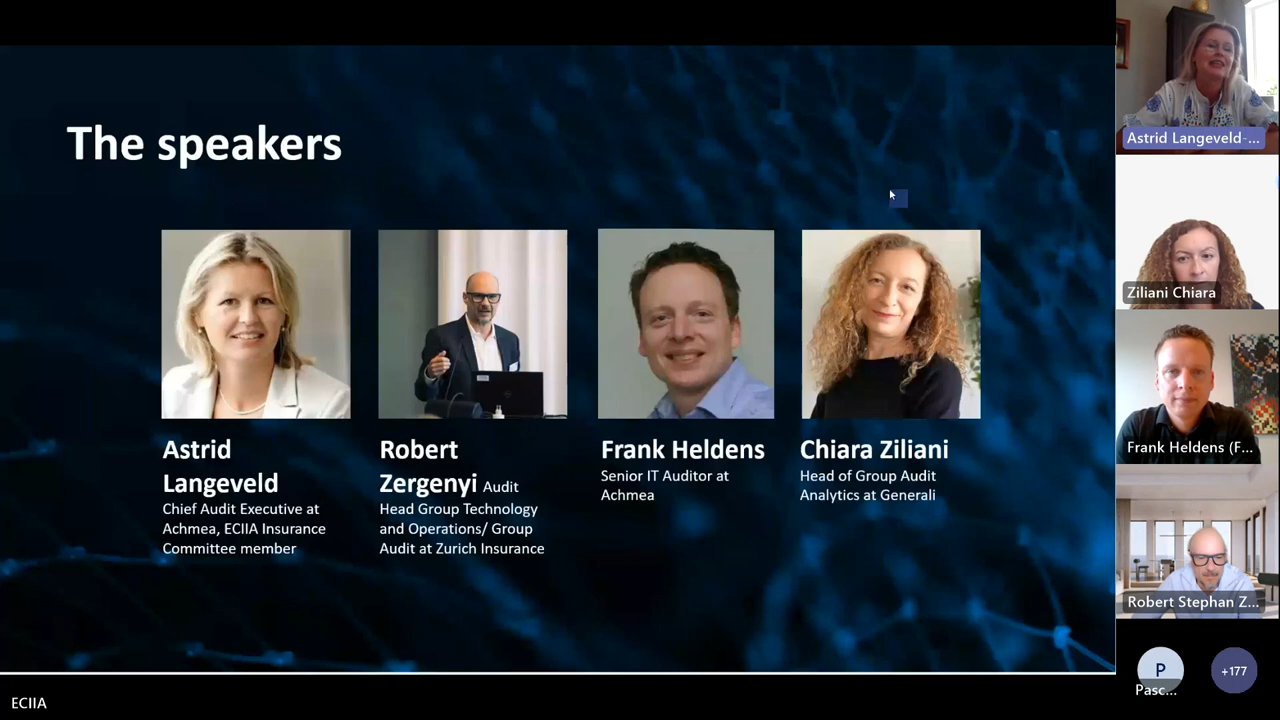 The speakers
Astrid
Langeveld
Chief Audit Executive at
Achmea, ECIIA Insurance
Committee member
Robert
Zergenyi Audit
Head Group Technology
and Operations/ Group
Audit at Zurich Insurance
Frank Heldens
Senior IT Auditor at
Achmea
Chiara Ziliani
Head of Group Audit
Analytics at Generali
Astrid Langeveld-...
Ziliani Chiara
Frank Heldens (F...
Robert Stephan Z...
P
Pasc...
+177
ECIIA